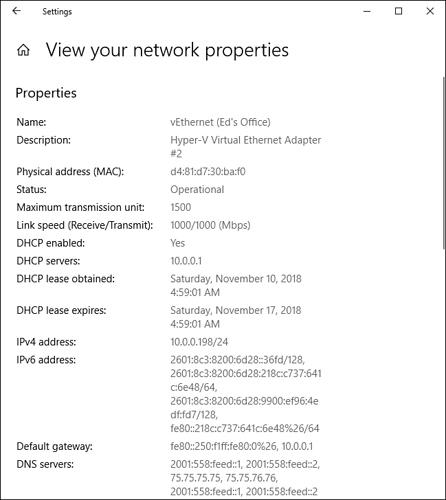 Settings
View your network properties
Properties
Name: vEthernet (Ed's Office)
Description: Hyper-V Virtual Ethernet Adapter
#2
Physical address (MAC): d4:81:d7:30:ba:f0
Status: Operational
Maximum transmission unit: 1500
Link speed (Receive/Transmit): 1000/1000 (Mbps)
DHCP enabled: Yes
DHCP servers: 10.0.0.1
DHCP lease obtained: Saturday, November 10, 2018
4:59:01 AM
DHCP lease expires: Saturday, November 17, 2018
4:59:01 AM
IPv4 address: 10.0.0.198/24
IPv6 address: 2601:8c3:8200:6d28::36fd/128,
2601:8c3:8200:6d28:218c:c737:641
c:6e48/64,
2601:8c3:8200:6d28:9900:ef96:4e
df:fd7/128,
fe80::218c:c737:641c:6e48%26/64
Default gateway: fe80::250:f1ff:fe80:0%26, 10.0.0.1
DNS servers: 2001:558:feed::1, 2001:558:feed::2,
75.75.75.75, 75.75.76.76,
2001:558:feed::1, 2001:558:feed::2